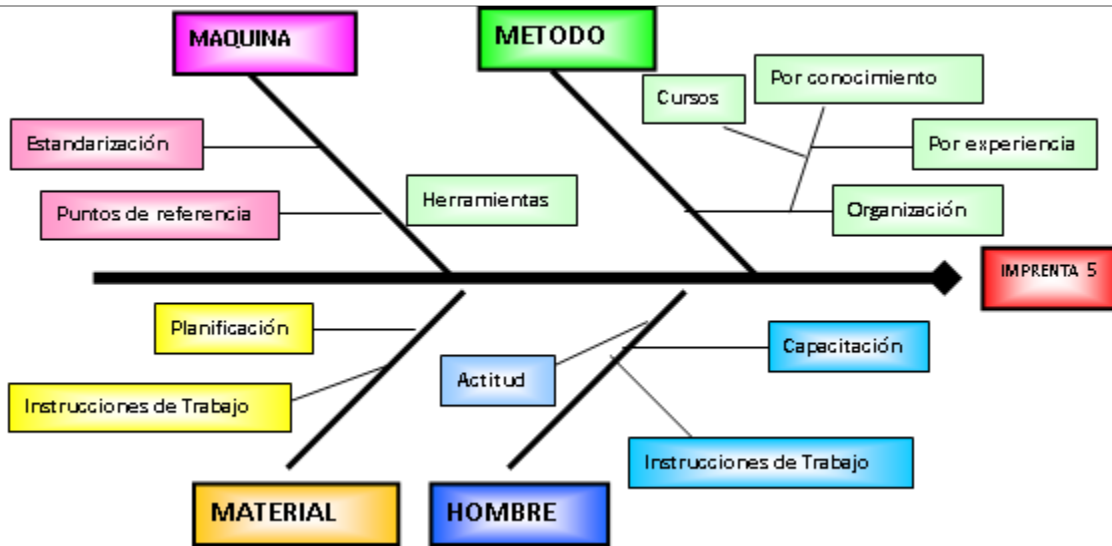 MAQUINA
METODO
Por conocimiento
Cursos
Estandarización
Por experiencia
Herramientas
Puntos de referencia
Organización
IMPRENTA 5
Planificación
Capacitación
Actitud
Instrucciones de Trabajo
Instrucciones de Trabajo
MATERIAL
HOMBRE